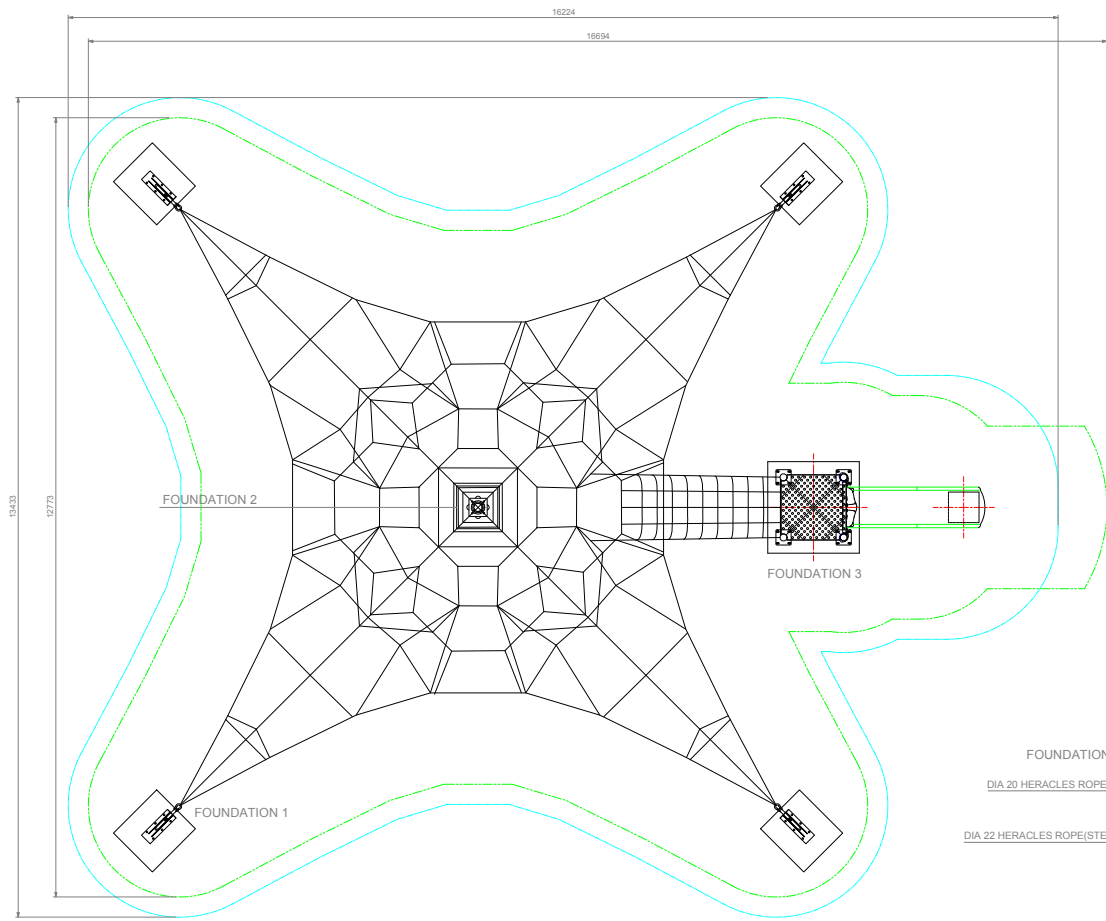 16224
16694
13433
12773
FOUNDATION 2
FOUNDATION 3
FOUNDATION
DIA 20 HERACLES ROPE
FOUNDATION 1
DIA 22 HERACLES ROPE(STE